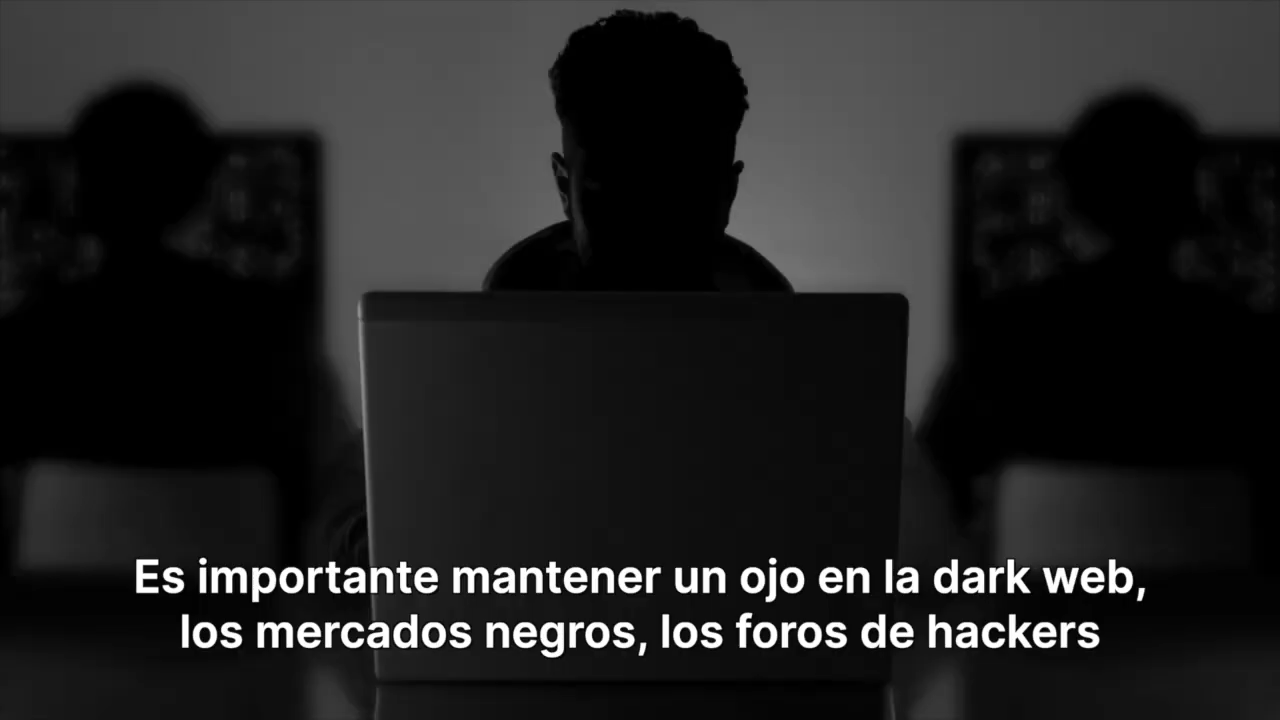 Es importante mantener un ojo en la dark web,
los mercados negros, los foros de hackers